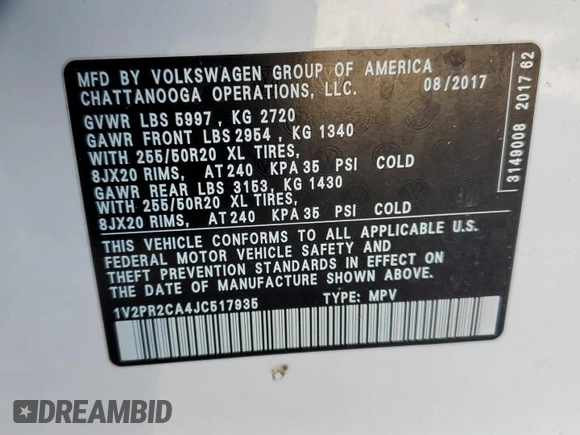 MFD BY VOLKSWAGEN GROUP OF AMERICA
CHATTANOOGA OPERATIONS, LLC. 08/2017
GVWR LBS 5997 , KG 2720
GAWR FRONT LBS 2954 , KG 1340
WITH 255/50R20 XL TIRES,
8JX20 RIMS, AT 240 KPA 35 PSI COLD
GAWR REAR LBS 3153, KG 1430
WITH 255/50R20 XL TIRES,
8JX20 RIMS, AT 240 KPA 35 PSI COLD
THIS VEHICLE CONFORMS TO ALL APPLICABLE U.S.
FEDERAL MOTOR VEHICLE SAFETY AND
THEFT PREVENTION STANDARDS IN EFFECT ON
THE DATE OF MANUFACTURE SHOWN ABOVE.
1V2PR2CA4JC517935 TYPE: MPV
3149008 2017 62
DREAMBID